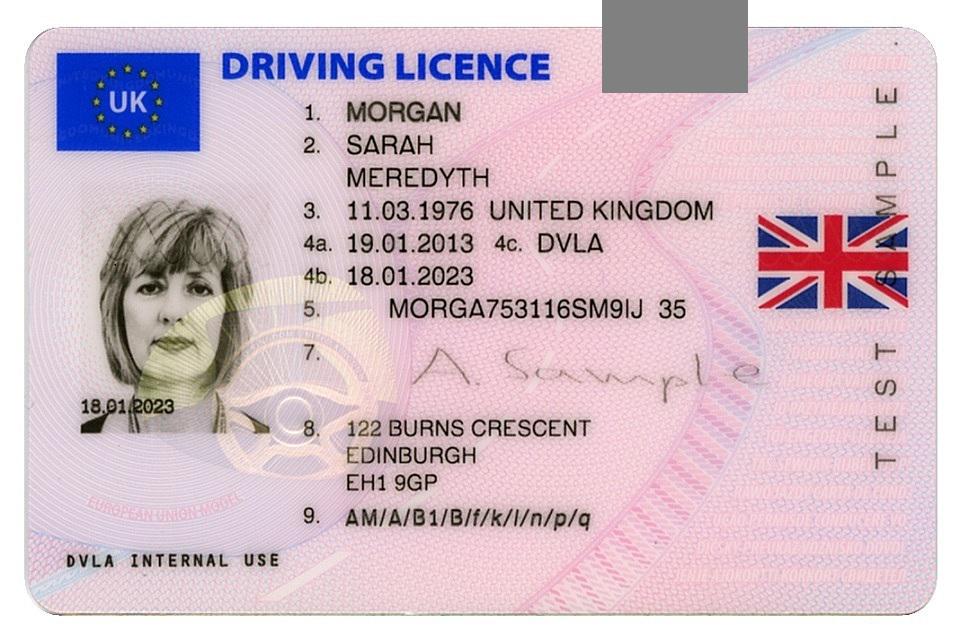 DRIVING LICENCE
UK
1. MORGAN
2. SARAH
MEREDYTH
3. 11.03.1976 UNITED KINGDOM
4a. 19.01.2013 4c. DVLA
4b. 18.01.2023
5. MORGA753116SM9IJ 35
7. A. Sample
18.01.2023
8. 122 BURNS CRESCENT
EDINBURGH
EH1 9GP
EUROPEAN UNION MODEL
9. AM/A/B1/B/f/k/l/n/p/q
DVLA INTERNAL USE
TEST SAMPLE